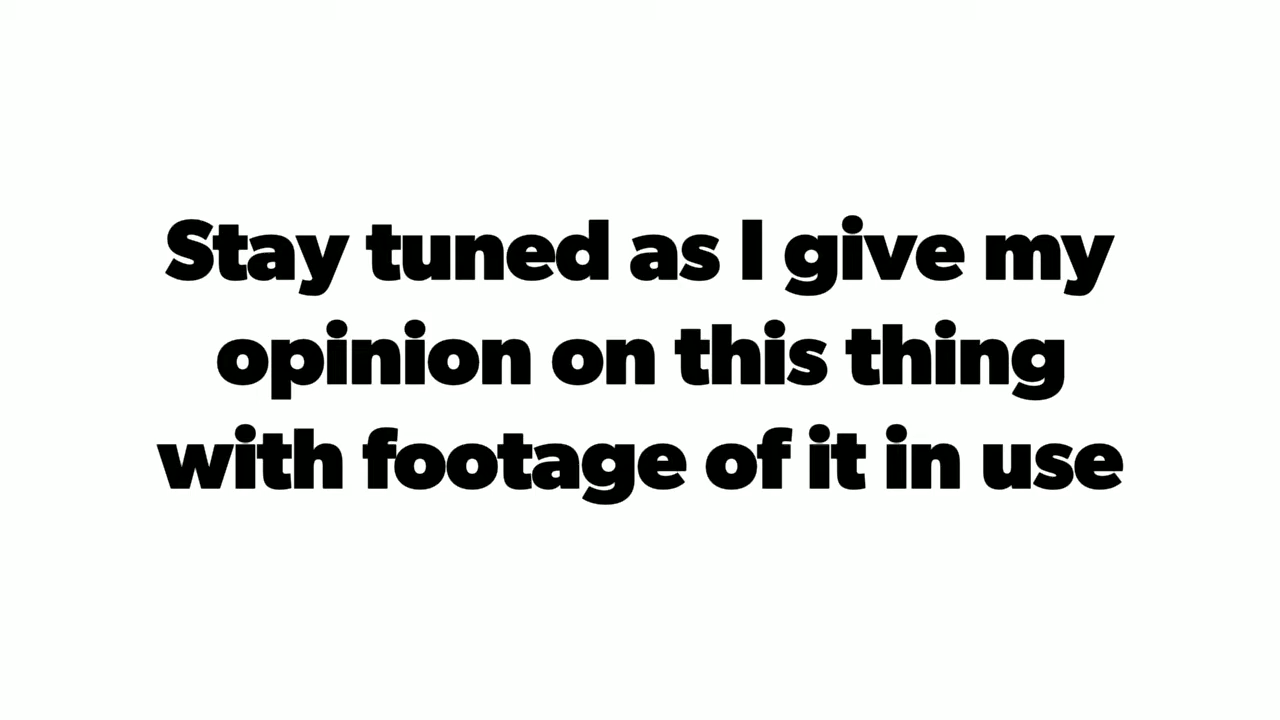 Stay tuned as I give my
opinion on this thing
with footage of it in use